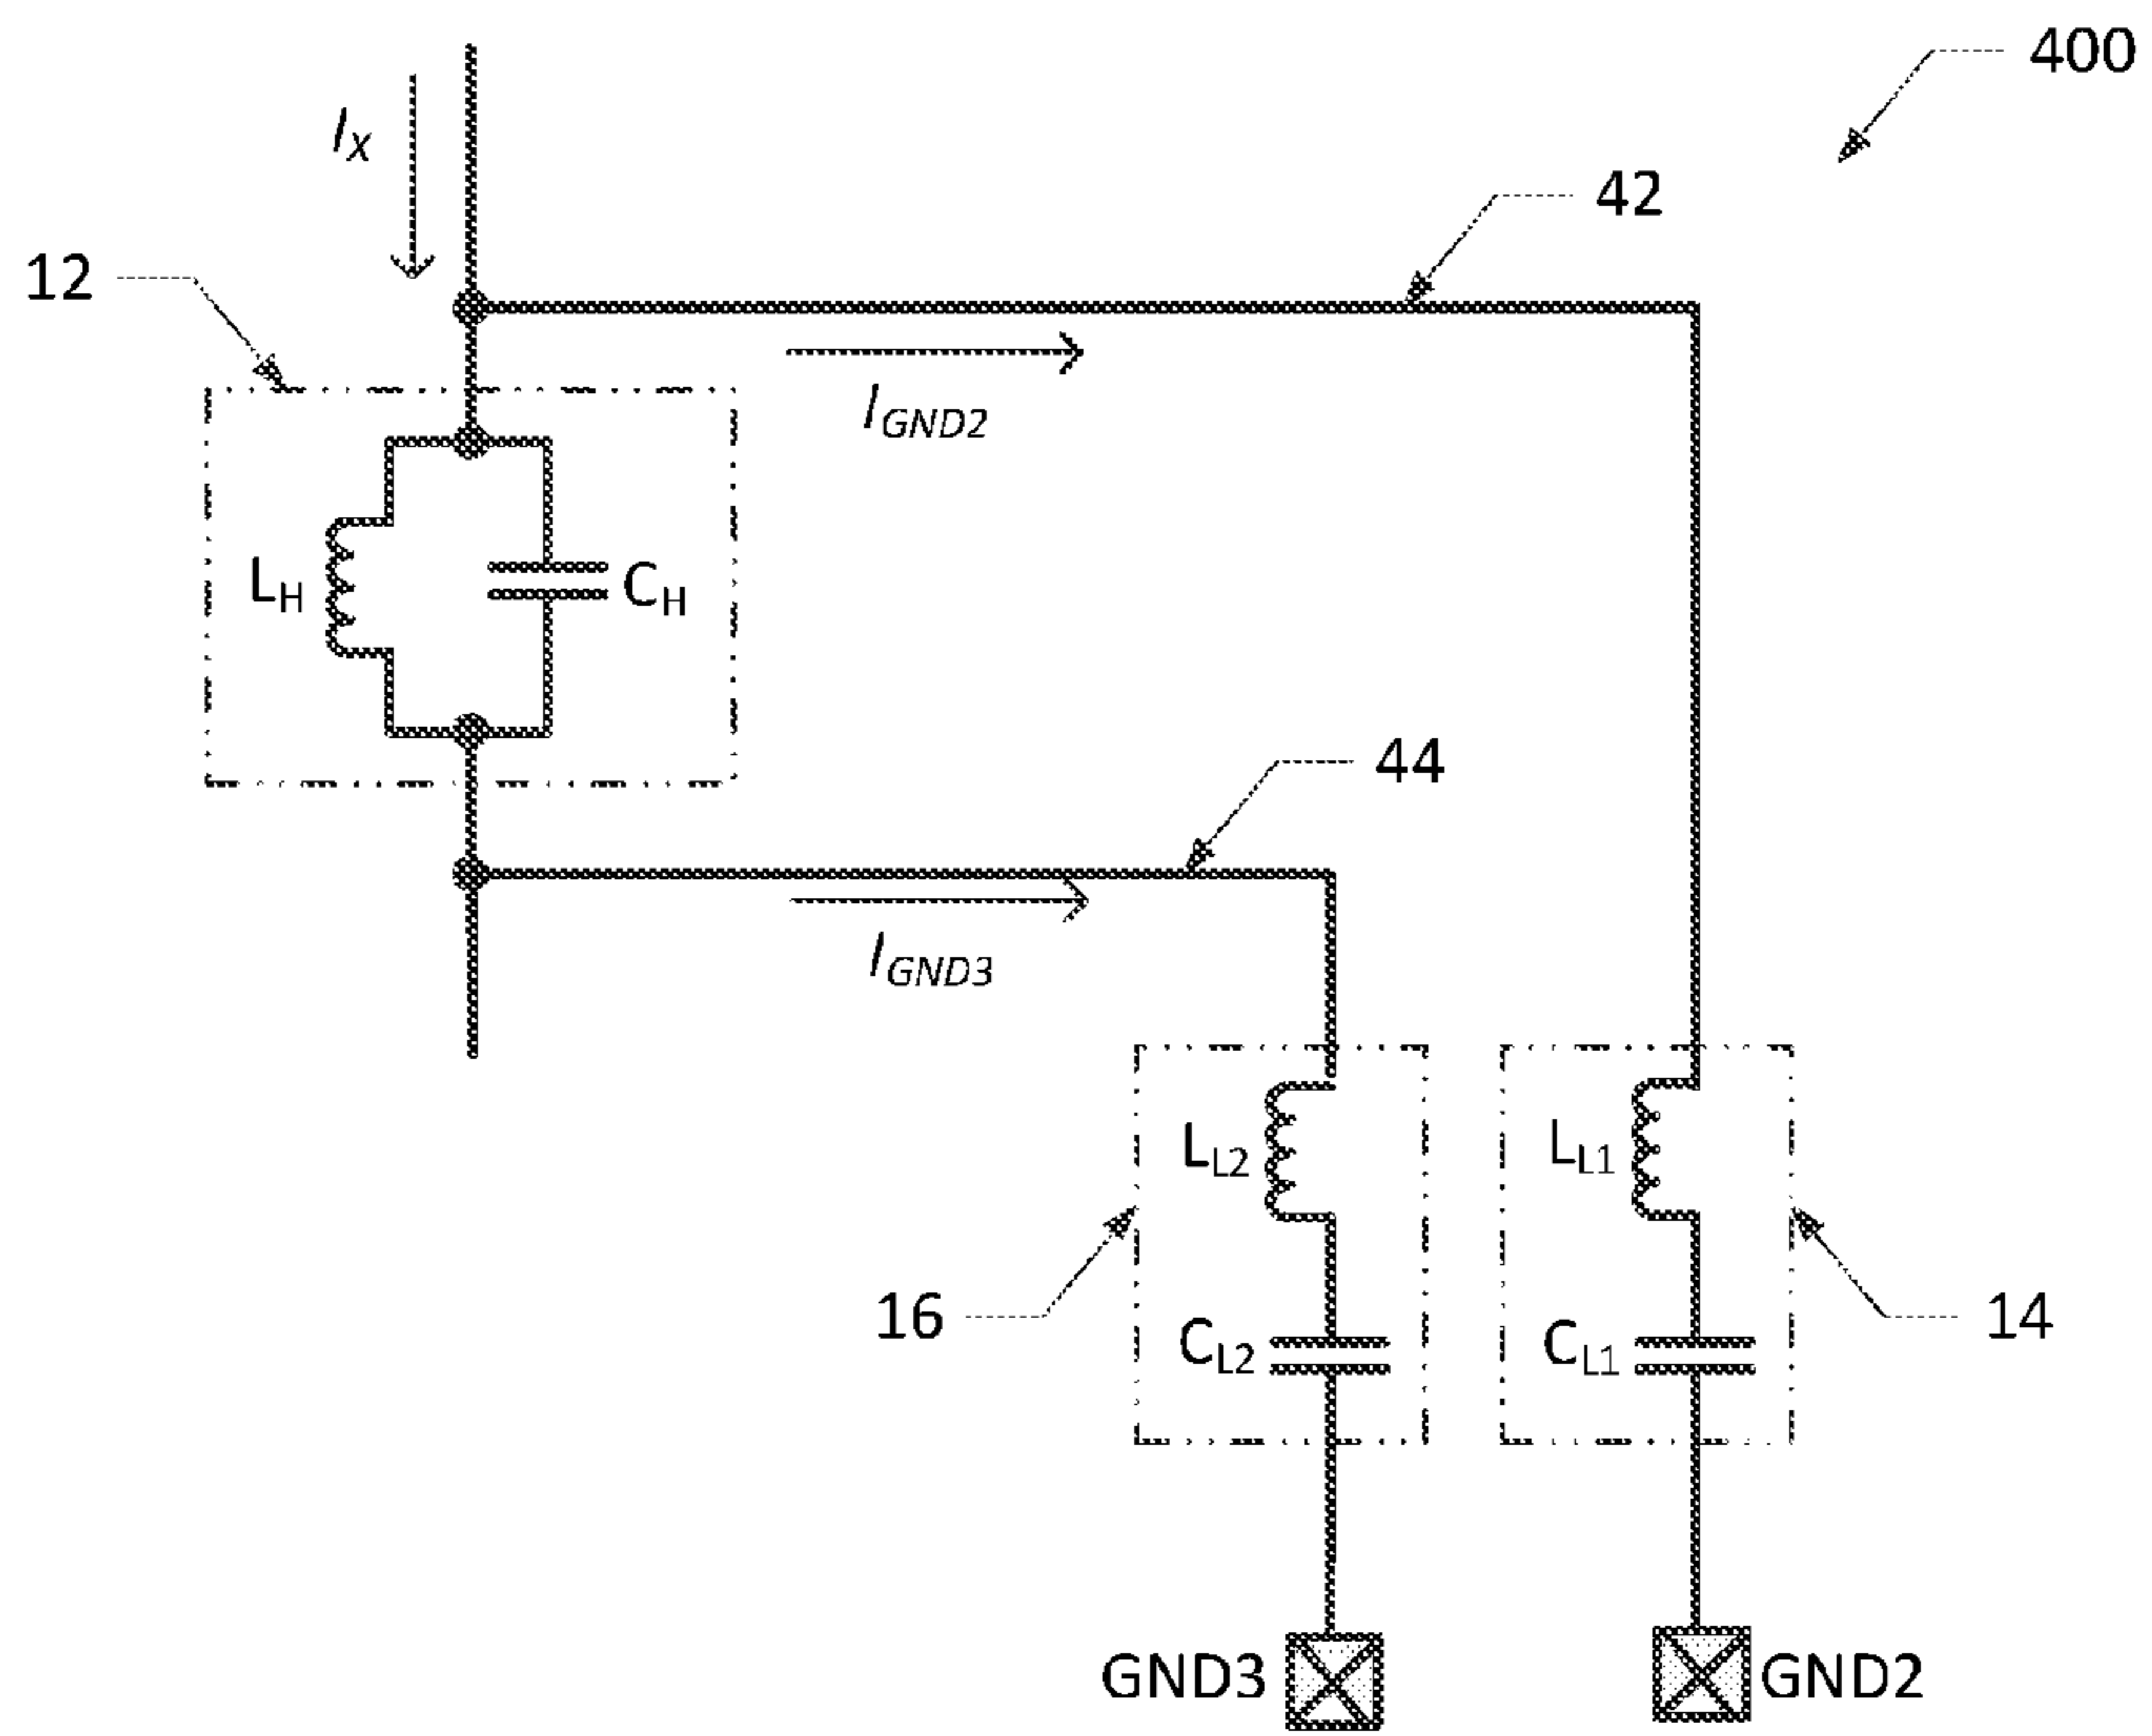 400
I_X
42
12
I_GND2
L_H
C_H
44
I_GND3
L_L2
L_L1
16
14
C_L2
C_L1
GND3
GND2